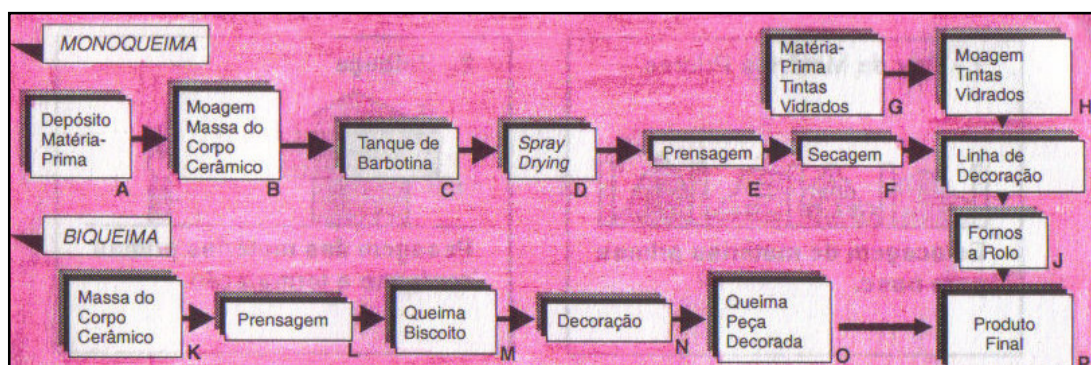 MONOQUEIMA
Depósito
Matéria-
Prima
A
Moagem
Massa do
Corpo
Cerâmico
B
Tanque de
Barbotina
C
Spray
Drying
D
Prensagem
E
Secagem
F
Matéria-
Prima
Tintas
Vidrados
G
Moagem
Tintas
Vidrados
H
Linha de
Decoração
Fornos
a Rolo
J
BIQUEIMA
Massa do
Corpo
Cerâmico
K
Prensagem
L
Queima
Biscoito
M
Decoração
N
Queima
Peça
Decorada
O
Produto
Final
P